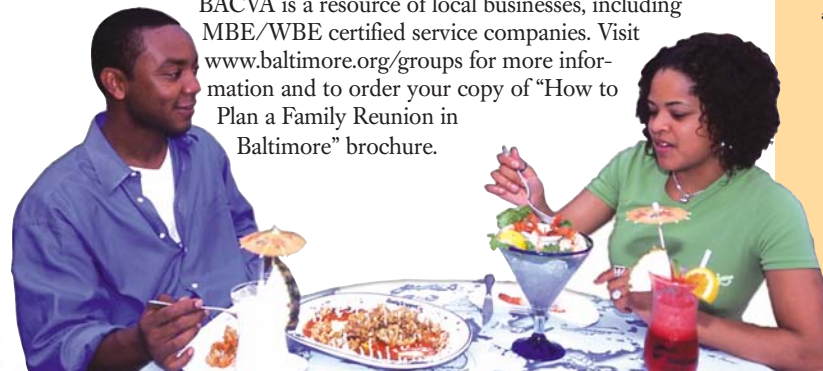 BACVA is a resource of local businesses, including
MBE/WBE certified service companies. Visit
www.baltimore.org/groups for more infor-
mation and to order your copy of “How to
Plan a Family Reunion in
Baltimore” brochure.